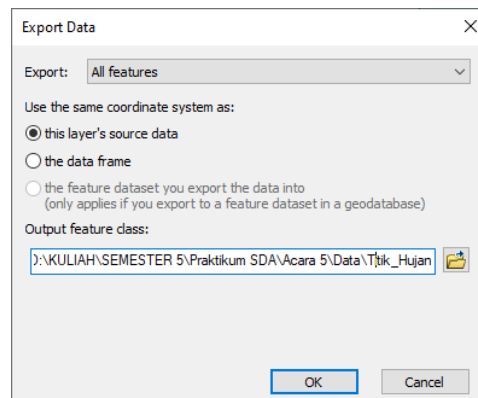 Export Data
Export: All features
Use the same coordinate system as:
this layer's source data
the data frame
the feature dataset you export the data into
(only applies if you export to a feature dataset in a geodatabase)
Output feature class:
):\KULIAH\SEMESTER 5\Praktikum SDA\Acara 5\Data\Titik_Hujan
OK Cancel